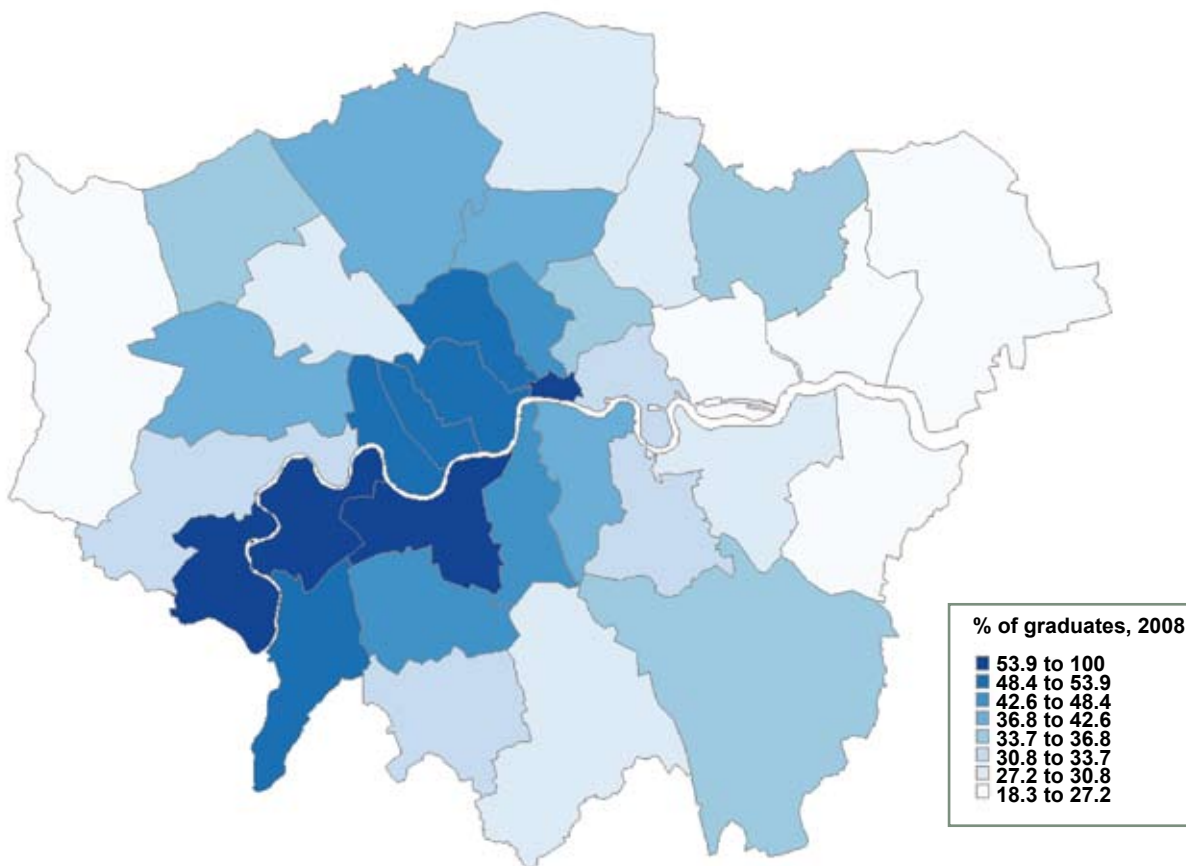 % of graduates, 2008
53.9 to 100
48.4 to 53.9
42.6 to 48.4
36.8 to 42.6
33.7 to 36.8
30.8 to 33.7
27.2 to 30.8
18.3 to 27.2